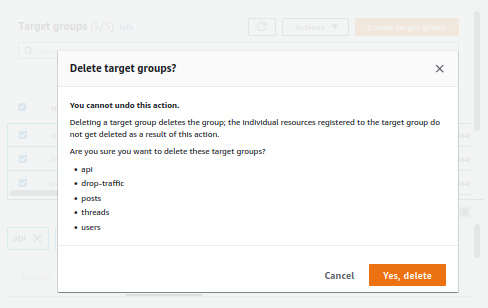 Target groups (5/5) Info
Actions
Create target group
Delete target groups?
You cannot undo this action.
Deleting a target group deletes the group; the individual resources registered to the target group do
not get deleted as a result of this action.
Are you sure you want to delete these target groups?
• api
• drop-traffic
• posts
• threads
• users
api
Cancel
Yes, delete